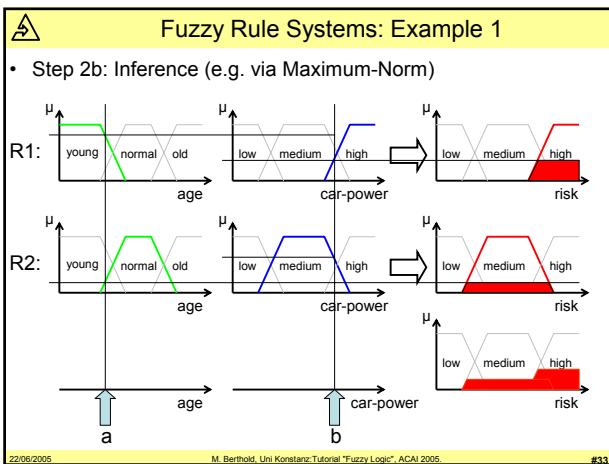 Fuzzy Rule Systems: Example 1
• Step 2b: Inference (e.g. via Maximum-Norm)
R1:
μ
young normal old
age
μ
low medium high
car-power
μ
low medium high
risk
R2:
μ
young normal old
age
μ
low medium high
car-power
μ
low medium high
risk
age
car-power
μ
low medium high
risk
a
b
22/06/2005 M. Berthold, Uni Konstanz:Tutorial "Fuzzy Logic", ACAI 2005. #33